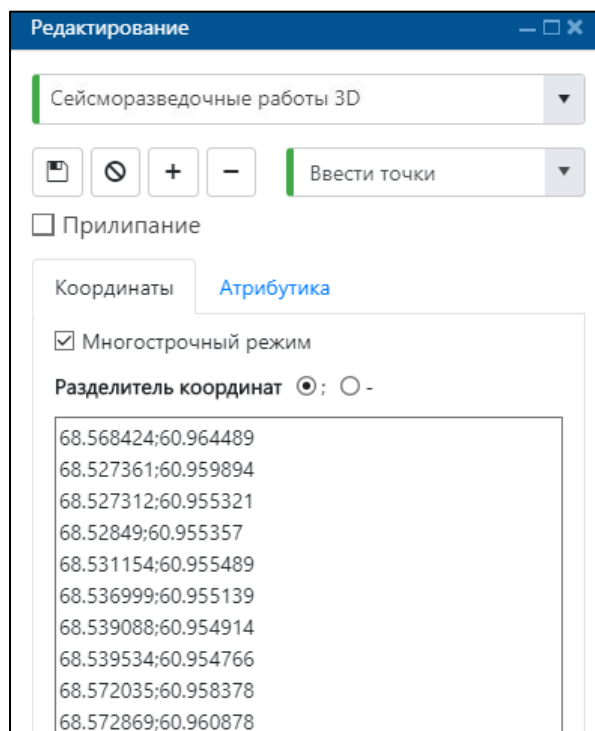 Редактирование
Сейсморазведочные работы 3D
Ввести точки
Прилипание
Координаты Атрибутика
Многострочный режим
Разделитель координат ; -
68.568424;60.964489
68.527361;60.959894
68.527312;60.955321
68.52849;60.955357
68.531154;60.955489
68.536999;60.955139
68.539088;60.954914
68.539534;60.954766
68.572035;60.958378
68.572869;60.960878